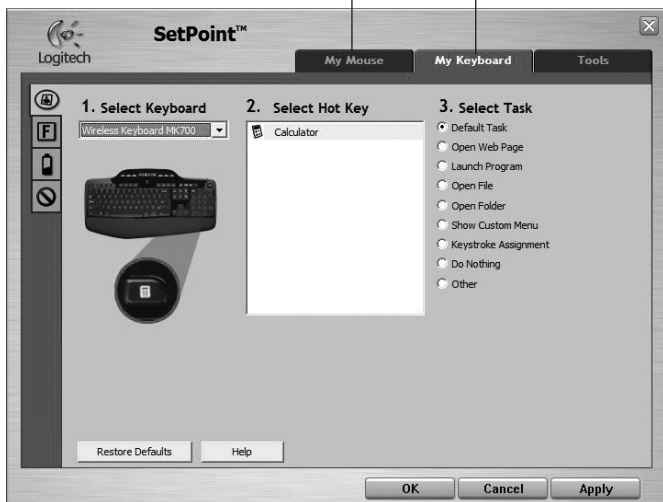 SetPoint™
Logitech
My Mouse
My Keyboard
Tools
1. Select Keyboard
Wireless Keyboard MK700
2. Select Hot Key
Calculator
3. Select Task
Default Task
Open Web Page
Launch Program
Open File
Open Folder
Show Custom Menu
Keystroke Assignment
Do Nothing
Other
F
Restore Defaults
Help
OK
Cancel
Apply